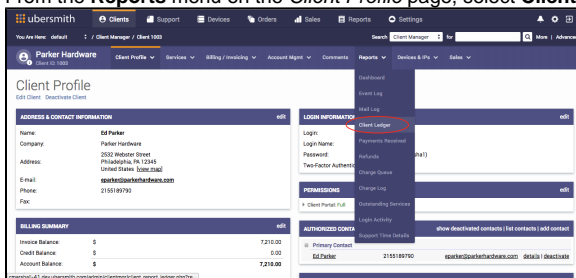 From the Reports menu on the Client Profile page, select Client
ubersmith Clients Support Devices Orders Sales Reports Settings
You Are Here: default / Client Manager / Client 1003 Search Client Manager for More | Advanced
Parker Hardware
Client ID: 1003
Client Profile Services Billing / Invoicing Account Mgmt Comments Reports Devices & IPs Sales
Dashboard
Event Log
Mail Log
Client Ledger
Payments Received
Refunds
Charge Queue
Charge Log
Outstanding Services
Login Activity
Support Time Details
Client Profile
Edit Client Deactivate Client
ADDRESS & CONTACT INFORMATION edit
Name: Ed Parker
Company: Parker Hardware
Address: 2532 Webster Street
Philadelphia, PA 12345
United States [view map]
E-mail: eparker@parkerhardware.com
Phone: 2155189790
Fax:
BILLING SUMMARY edit
Invoice Balance: $ 7,210.00
Credit Balance: $ 0.00
Account Balance: $ 7,210.00
LOGIN INFORMATION edit
Login:
Login Name:
Password: sha1)
Two-Factor Authentic
PERMISSIONS edit
Client Portal: Full
AUTHORIZED CONTA show deactivated contacts | list contacts | add contact
Primary Contact
Ed Parker 2155189790 eparker@parkerhardware.com details | deactivate